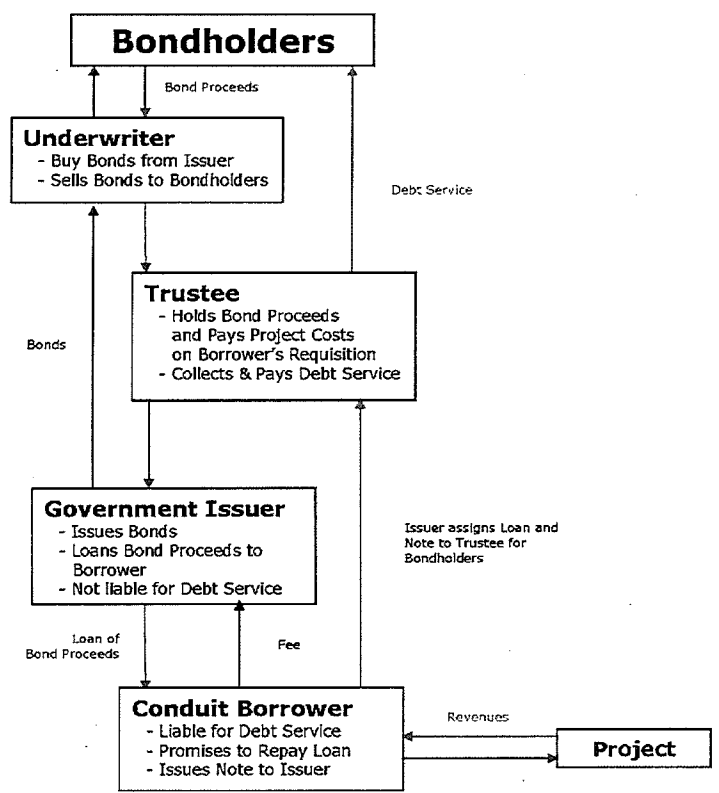 Bondholders
Bond Proceeds
Underwriter
- Buy Bonds from Issuer
- Sells Bonds to Bondholders
Debt Service
Trustee
- Holds Bond Proceeds
and Pays Project Costs
on Borrower's Requisition
- Collects & Pays Debt Service
Bonds
Government Issuer
- Issues Bonds
- Loans Bond Proceeds to
Borrower
- Not liable for Debt Service
Issuer assigns Loan and
Note to Trustee for
Bondholders
Loan of
Bond Proceeds
Fee
Conduit Borrower
- Liable for Debt Service
- Promises to Repay Loan
- Issues Note to Issuer
Revenues
Project